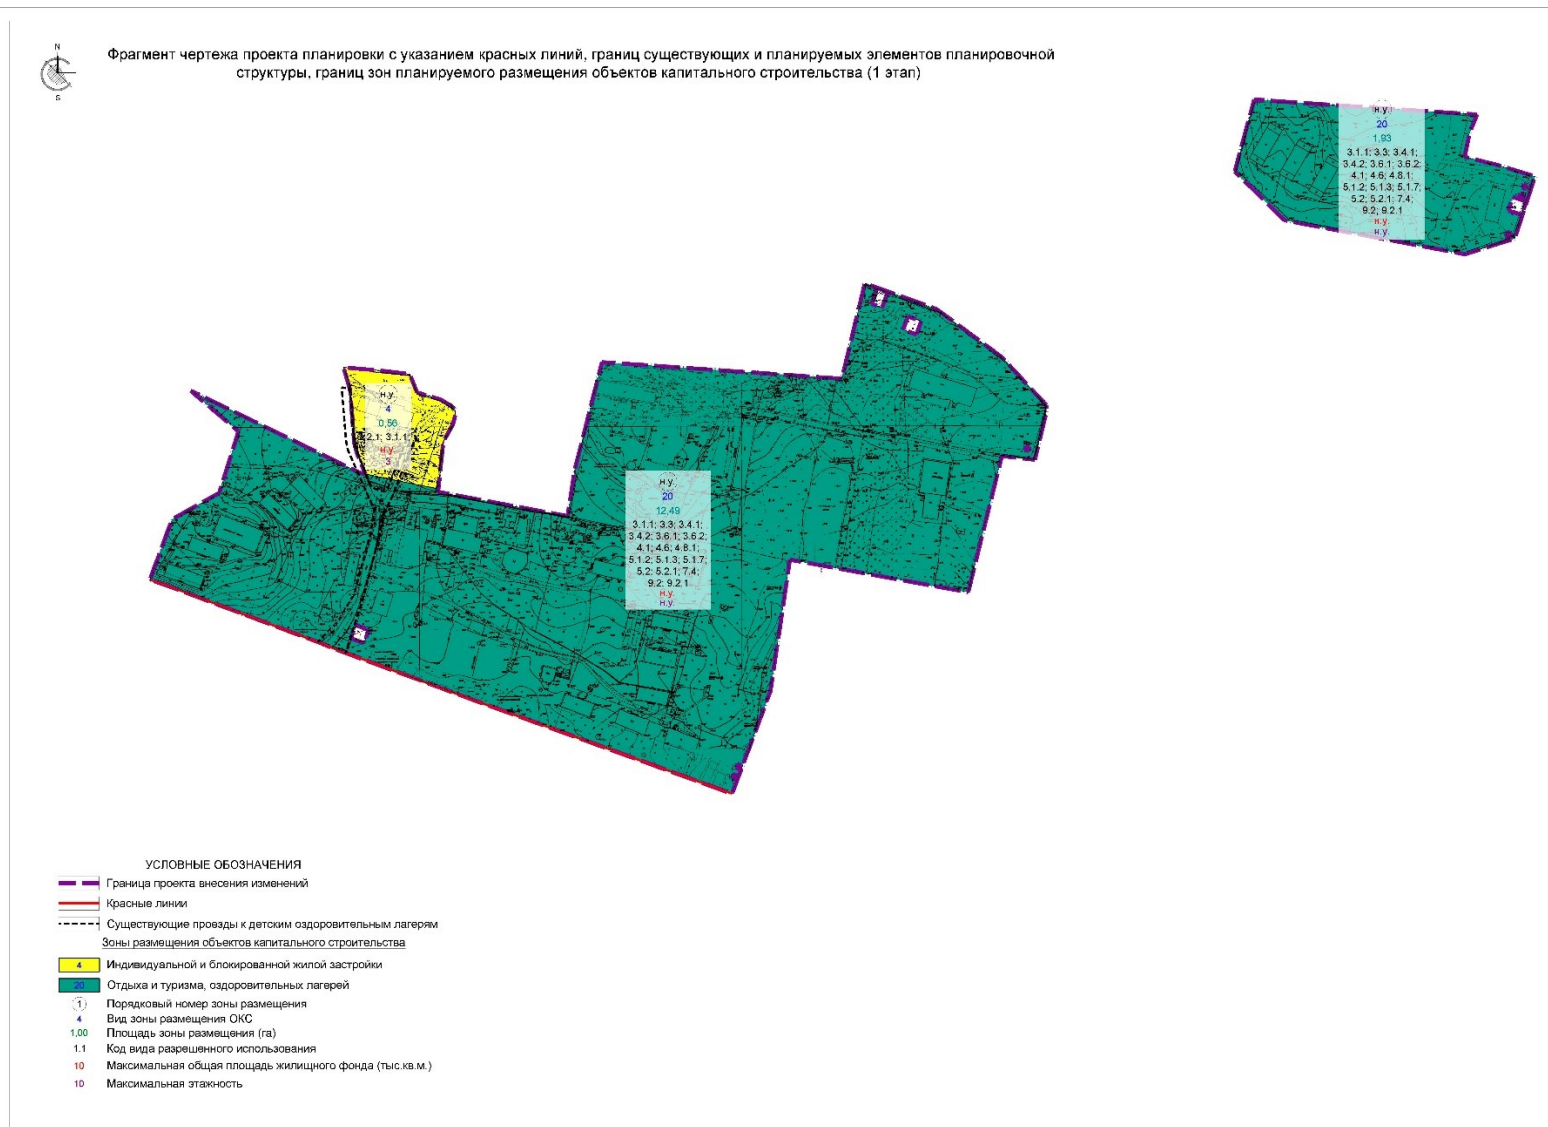 N
S
Фрагмент чертежа проекта планировки с указанием красных линий, границ существующих и планируемых элементов планировочной
структуры, границ зон планируемого размещения объектов капитального строительства (1 этап)
н.у.
20
1,93
3.1.1; 3.3; 3.4.1;
3.4.2; 3.6.1; 3.6.2;
4.1; 4.6; 4.8.1;
5.1.2; 5.1.3; 5.1.7;
5.2; 5.2.1; 7.4;
9.2; 9.2.1
н.у.
н.у.
н.у.
4
0,56
2.1; 3.1.1;
н.у.
3
н.у.
20
12,49
3.1.1; 3.3; 3.4.1;
3.4.2; 3.6.1; 3.6.2;
4.1; 4.6; 4.8.1;
5.1.2; 5.1.3; 5.1.7;
5.2; 5.2.1; 7.4;
9.2; 9.2.1
н.у.
н.у.
УСЛОВНЫЕ ОБОЗНАЧЕНИЯ
Граница проекта внесения изменений
Красные линии
Существующие проезды к детским оздоровительным лагерям
Зоны размещения объектов капитального строительства
4 Индивидуальной и блокированной жилой застройки
20 Отдыха и туризма, оздоровительных лагерей
1 Порядковый номер зоны размещения
4 Вид зоны размещения ОКС
1,00 Площадь зоны размещения (га)
1.1 Код вида разрешенного использования
10 Максимальная общая площадь жилищного фонда (тыс.кв.м.)
10 Максимальная этажность